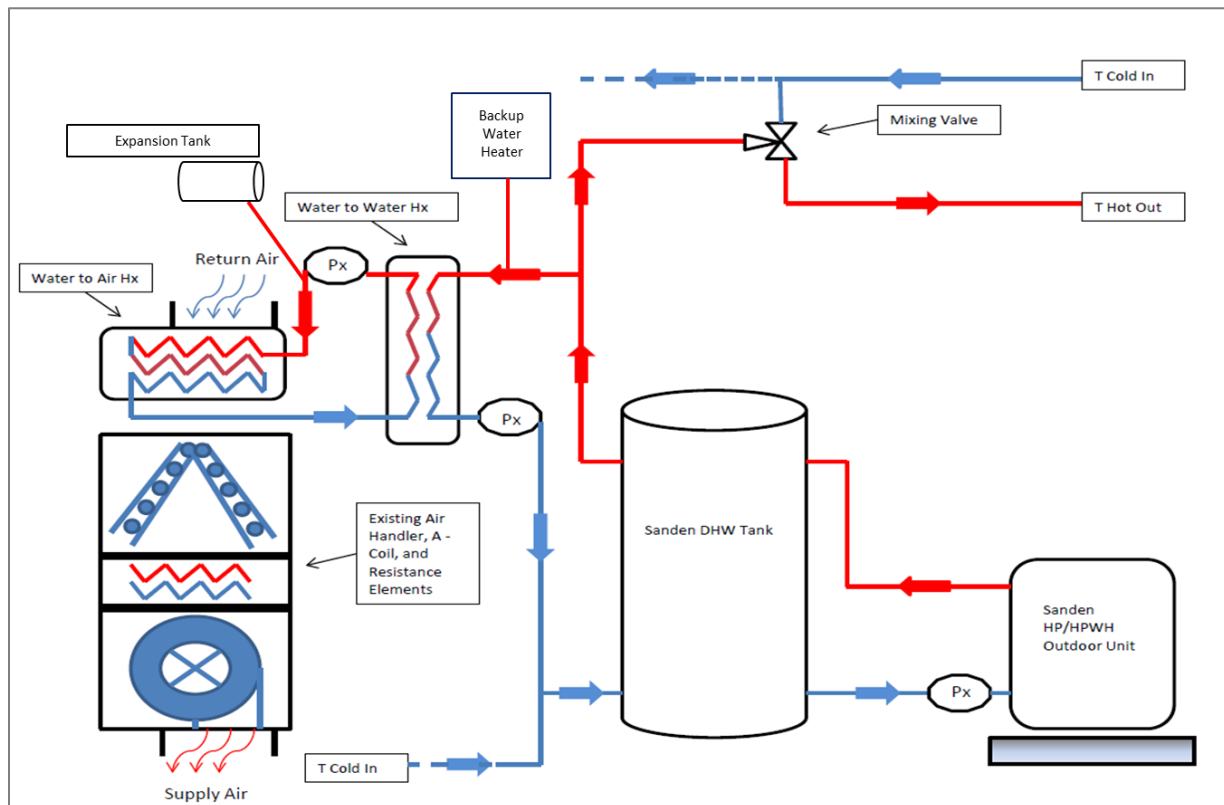 T Cold In
Backup
Water
Heater
Mixing Valve
Expansion Tank
Water to Water Hx
T Hot Out
Return Air
Px
Water to Air Hx
Px
Existing Air
Handler, A -
Coil, and
Resistance
Elements
Sanden DHW Tank
Sanden
HP/HPWH
Outdoor Unit
Px
T Cold In
Supply Air